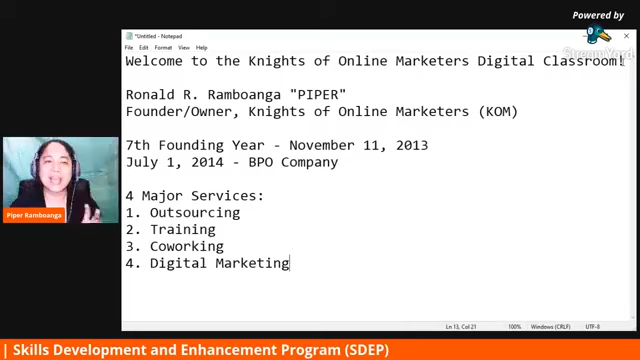 Powered by
StreamYard
*Untitled - Notepad
File Edit Format View Help
Welcome to the Knights of Online Marketers Digital Classroom!
Ronald R. Ramboanga "PIPER"
Founder/Owner, Knights of Online Marketers (KOM)
7th Founding Year - November 11, 2013
July 1, 2014 - BPO Company
4 Major Services:
1. Outsourcing
2. Training
3. Coworking
4. Digital Marketing
Piper Ramboanga
Ln 13, Col 21 100% Windows (CRLF) UTF-8
| Skills Development and Enhancement Program (SDEP)